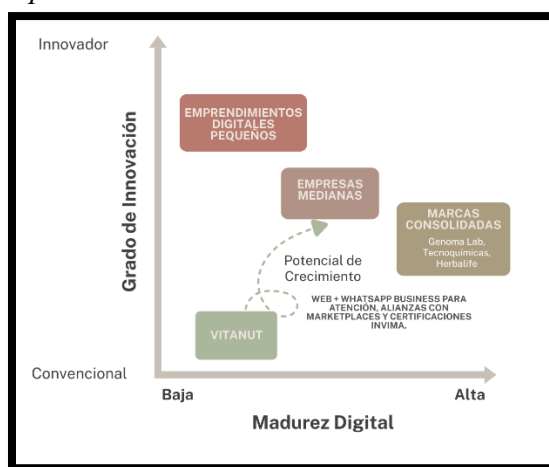 Innovador
EMPRENDIMIENTOS
DIGITALES
PEQUEÑOS
EMPRESAS
MEDIANAS
MARCAS
CONSOLIDADAS
Genoma Lab,
Tecnoquímicas,
Herbalife
Grado de Innovación
Potencial de
Crecimiento
WEB + WHATSAPP BUSINESS PARA
ATENCIÓN, ALIANZAS CON
MARKETPLACES Y CERTIFICACIONES
INVIMA.
VITANUT
Convencional
Baja
Alta
Madurez Digital